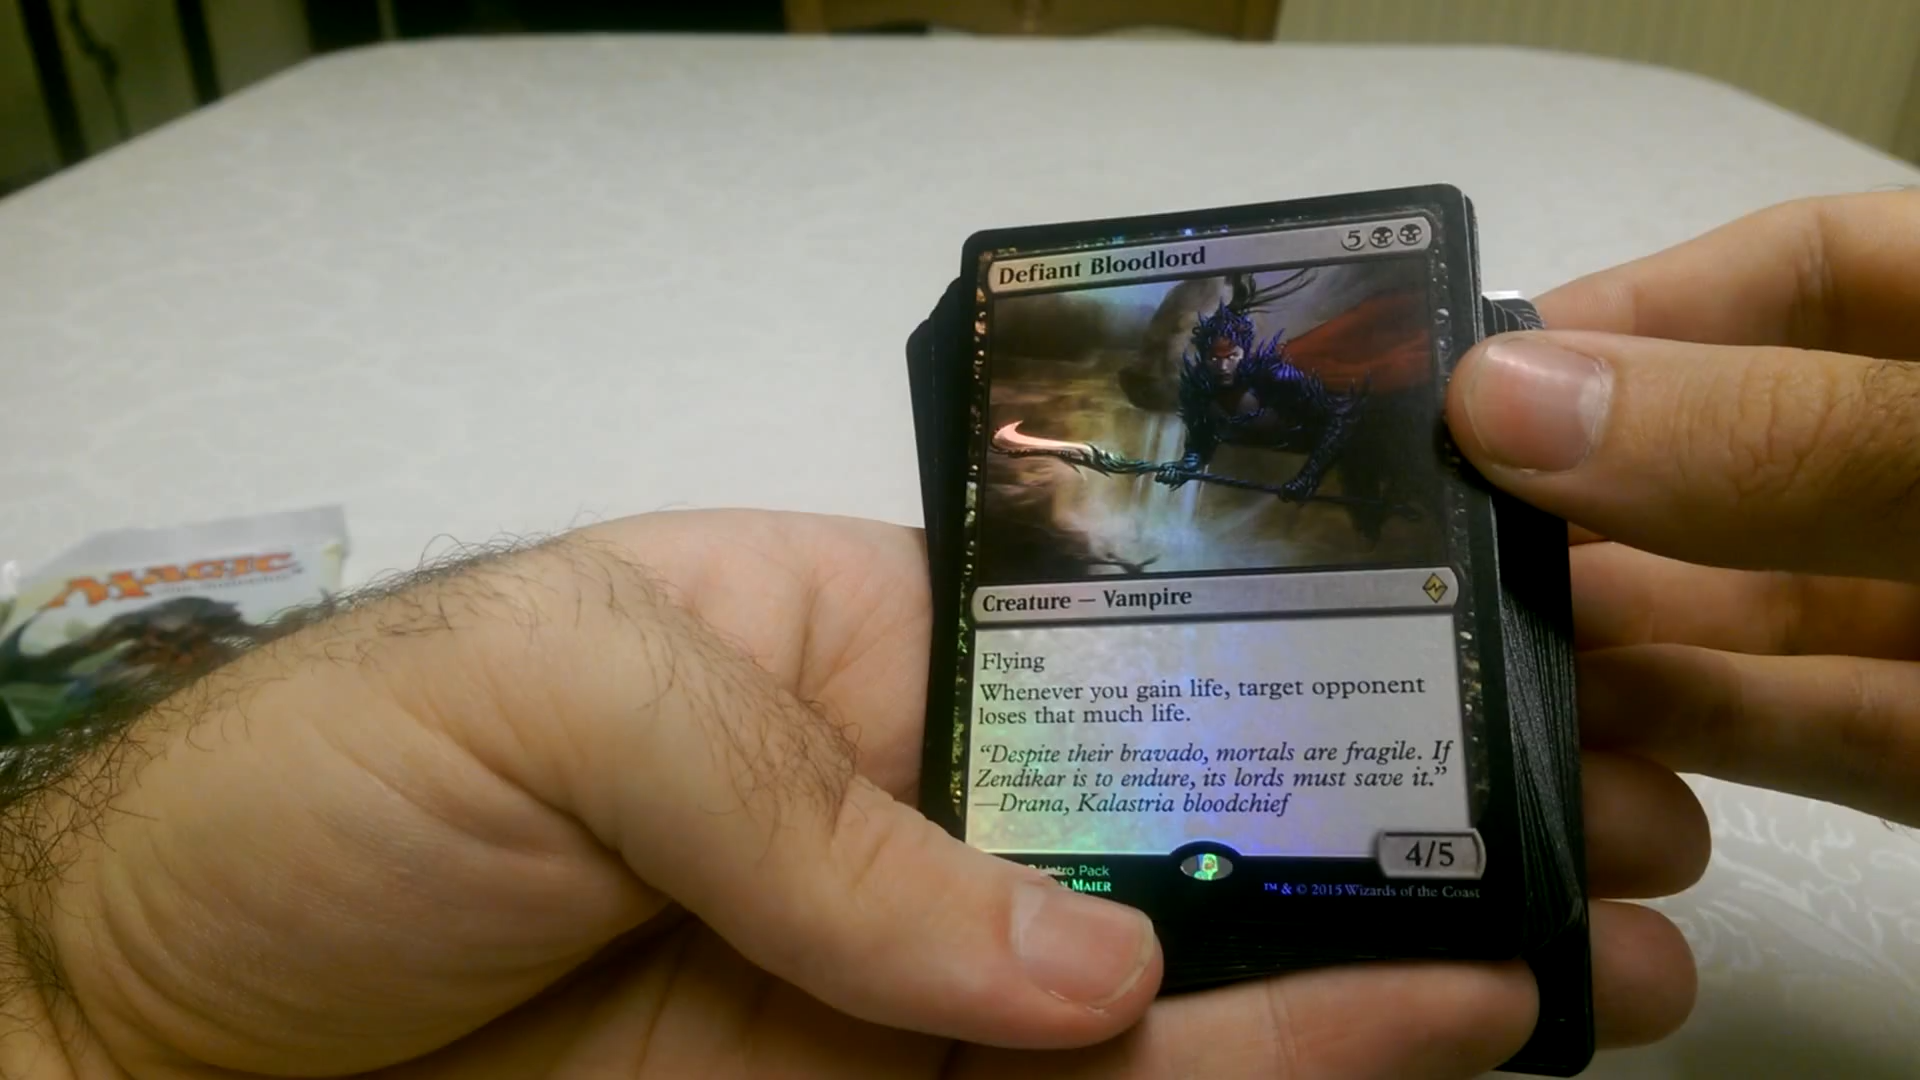 Defiant Bloodlord
5
Creature — Vampire
Flying
Whenever you gain life, target opponent
loses that much life.
“Despite their bravado, mortals are fragile. If
Zendikar is to endure, its lords must save it.”
—Drana, Kalastria bloodchief
4/5
Pack
Maier
™ & © 2015 Wizards of the Coast
Magic